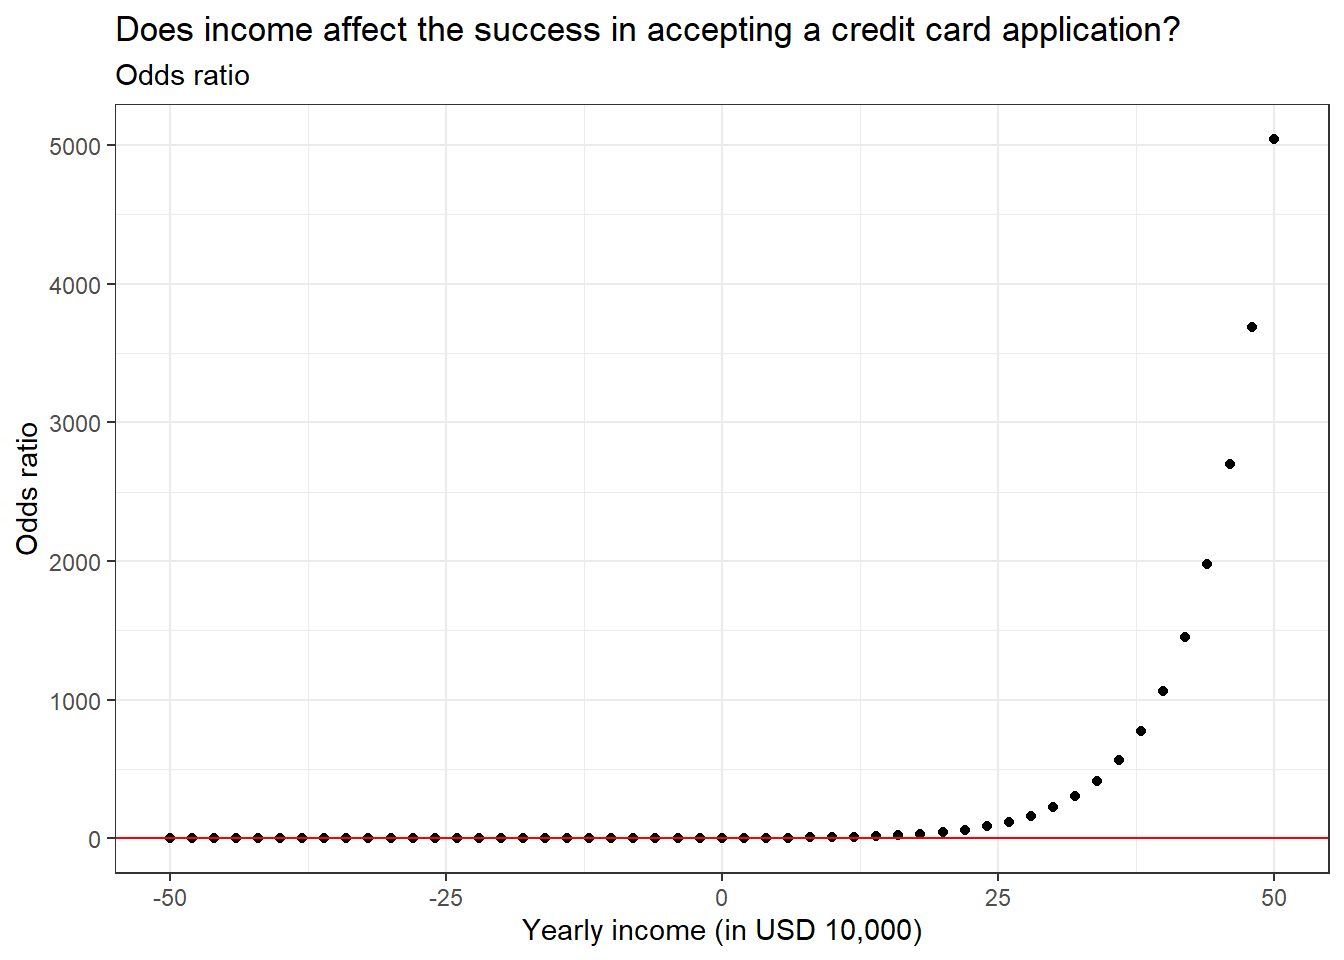 Does income affect the success in accepting a credit card application?
Odds ratio
5000
4000
3000
2000
1000
0
Odds ratio
-50
-25
0
25
50
Yearly income (in USD 10,000)